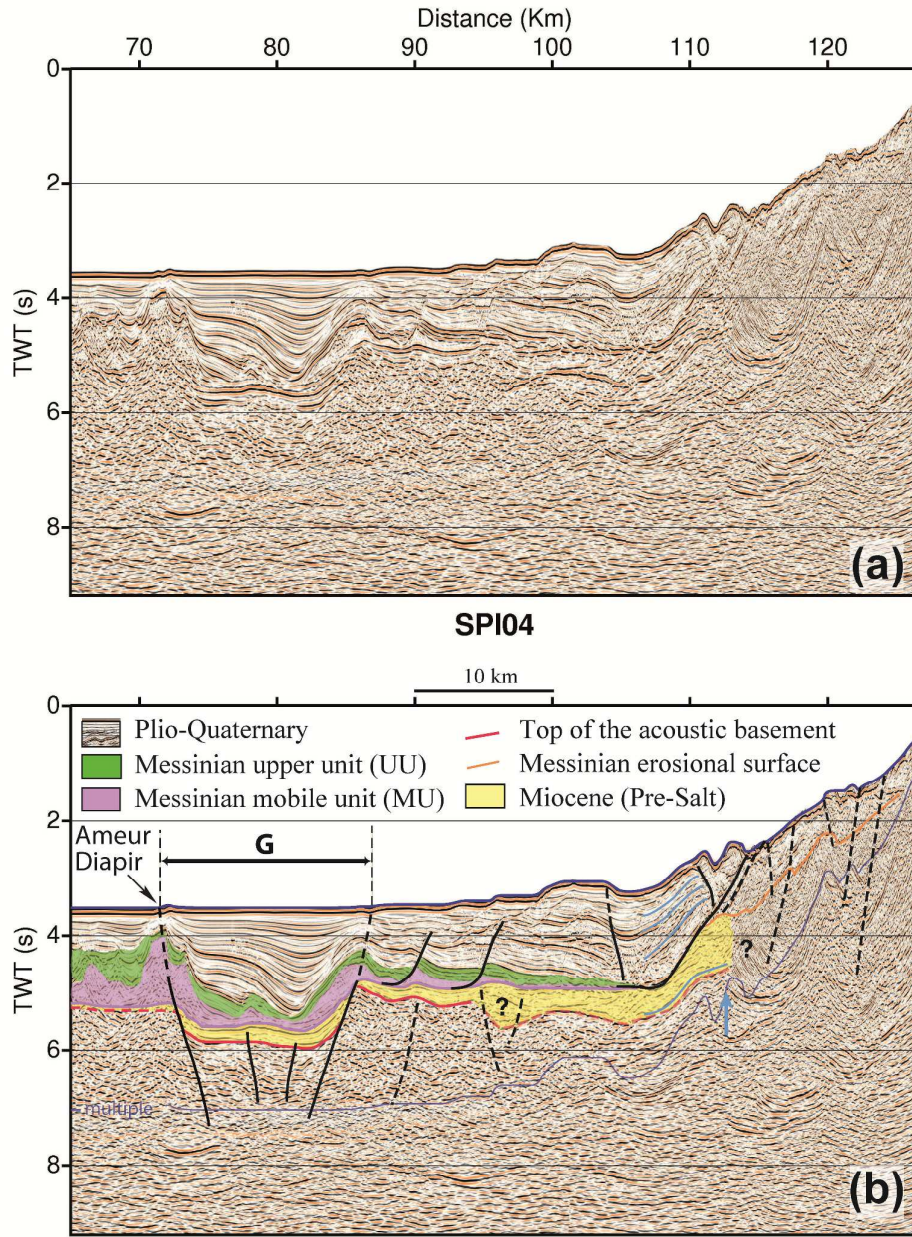 Distance (Km)
70 80 90 100 110 120
0
2
4
6
8
TWT (s)
(a)
SPI04
10 km
0
2
4
6
8
TWT (s)
Plio-Quaternary
Top of the acoustic basement
Messinian upper unit (UU)
Messinian erosional surface
Messinian mobile unit (MU)
Miocene (Pre-Salt)
Ameur
Diapir
G
?
?
multiple
(b)